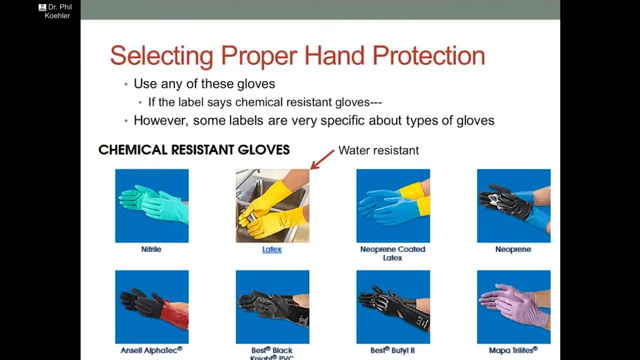 Dr. Phil
Koehler
Selecting Proper Hand Protection
• Use any of these gloves
• If the label says chemical resistant gloves---
• However, some labels are very specific about types of gloves
CHEMICAL RESISTANT GLOVES
Water resistant
Nitrile
Latex
Neoprene Coated
Latex
Neoprene
Ansell AlphaTec®
Best® Black
Knight® PVC
Best® Butyl II
Mapa Trilites®